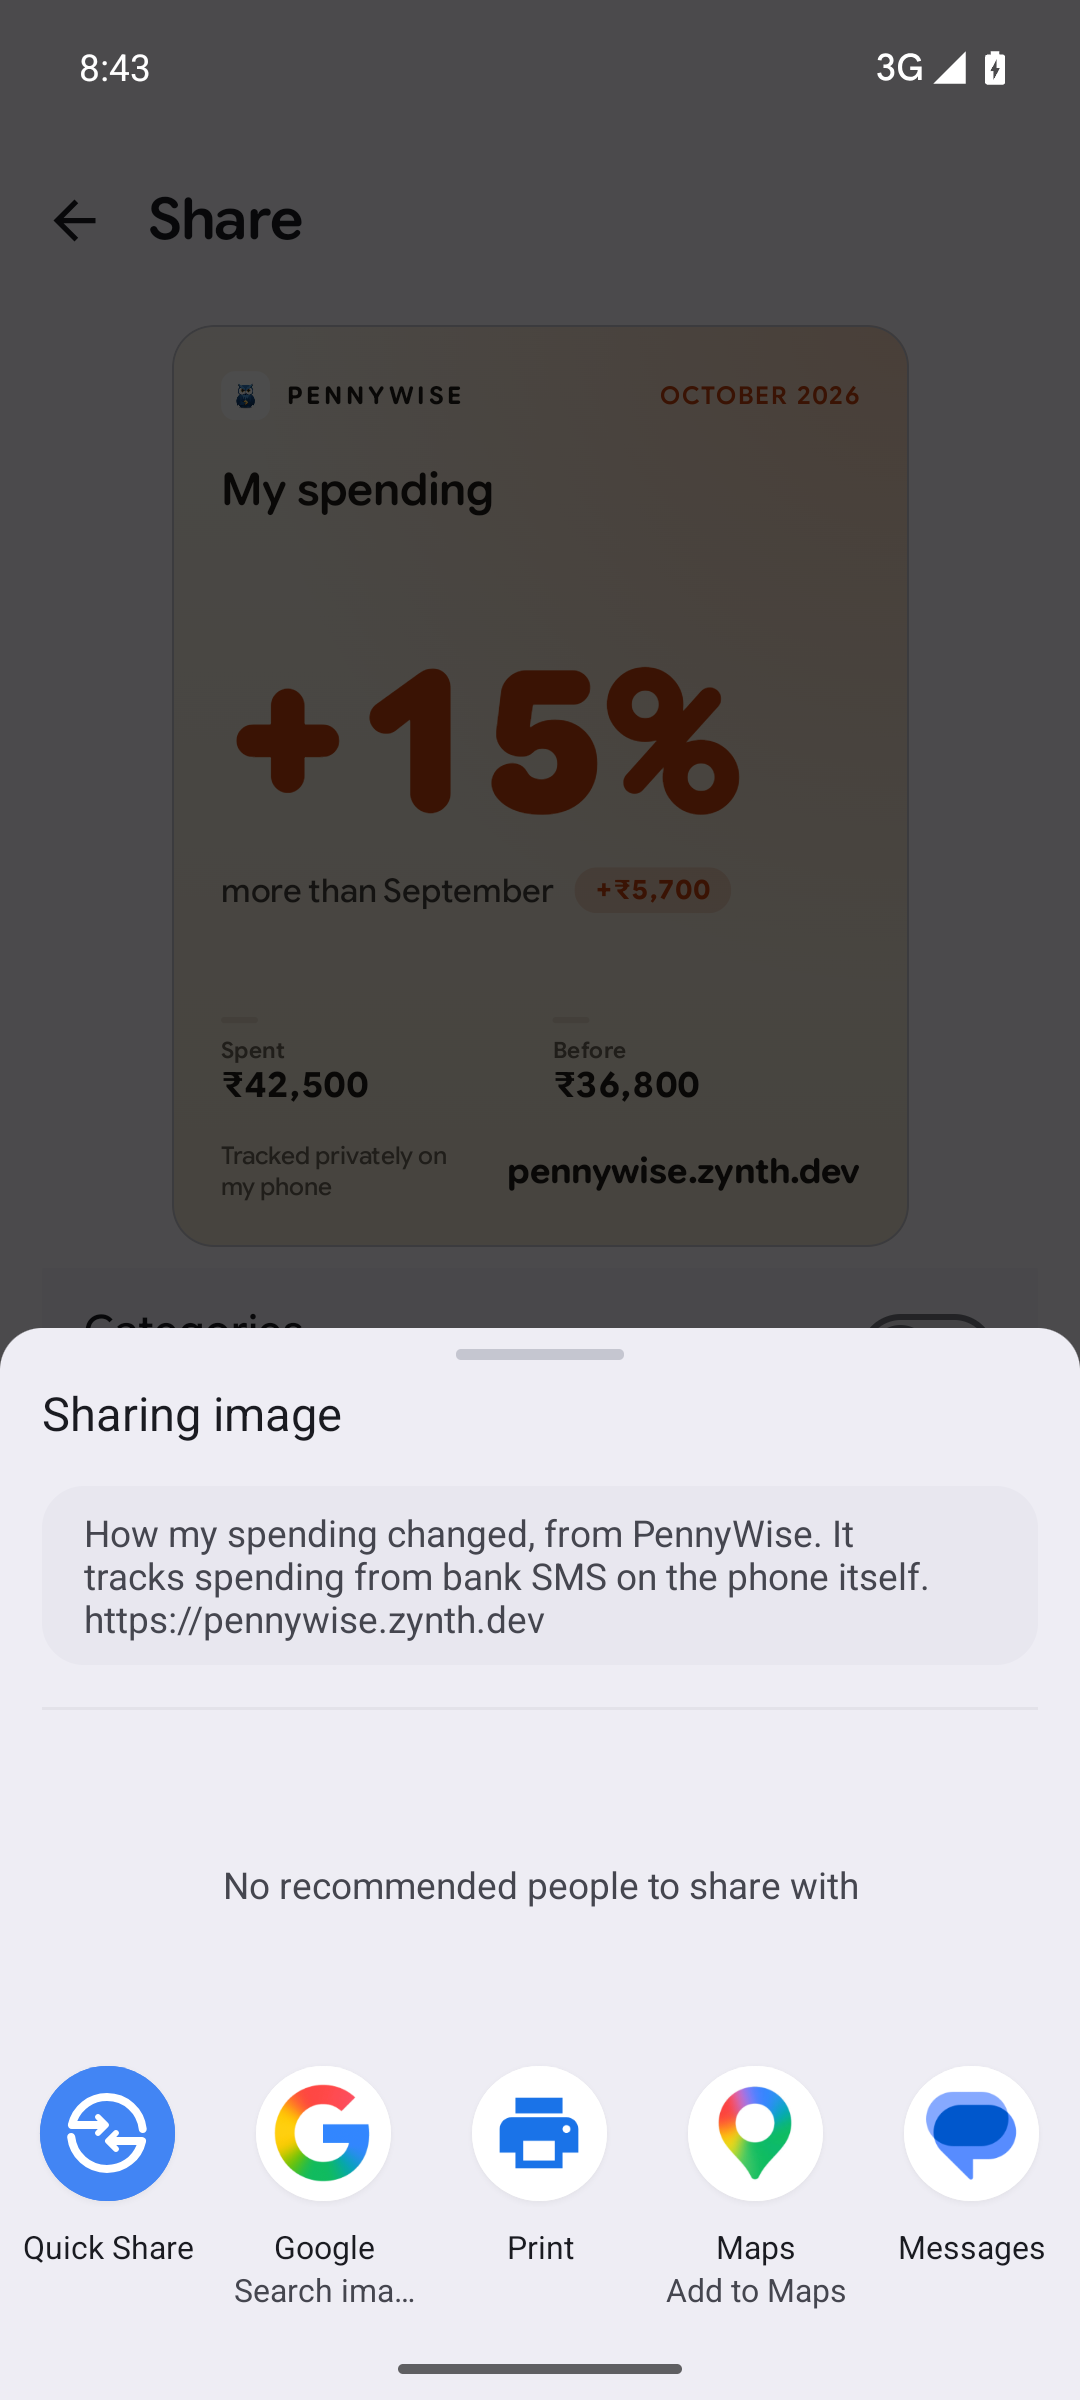 8:43
3G
Share
PENNYWISE
OCTOBER 2026
My spending
+15%
more than September
+₹5,700
Spent
Before
₹42,500
₹36,800
Tracked privately on
my phone
pennywise.zynth.dev
Categories
Sharing image
How my spending changed, from PennyWise. It
tracks spending from bank SMS on the phone itself.
https://pennywise.zynth.dev
No recommended people to share with
Quick Share
Google
Print
Maps
Messages
Search ima...
Add to Maps